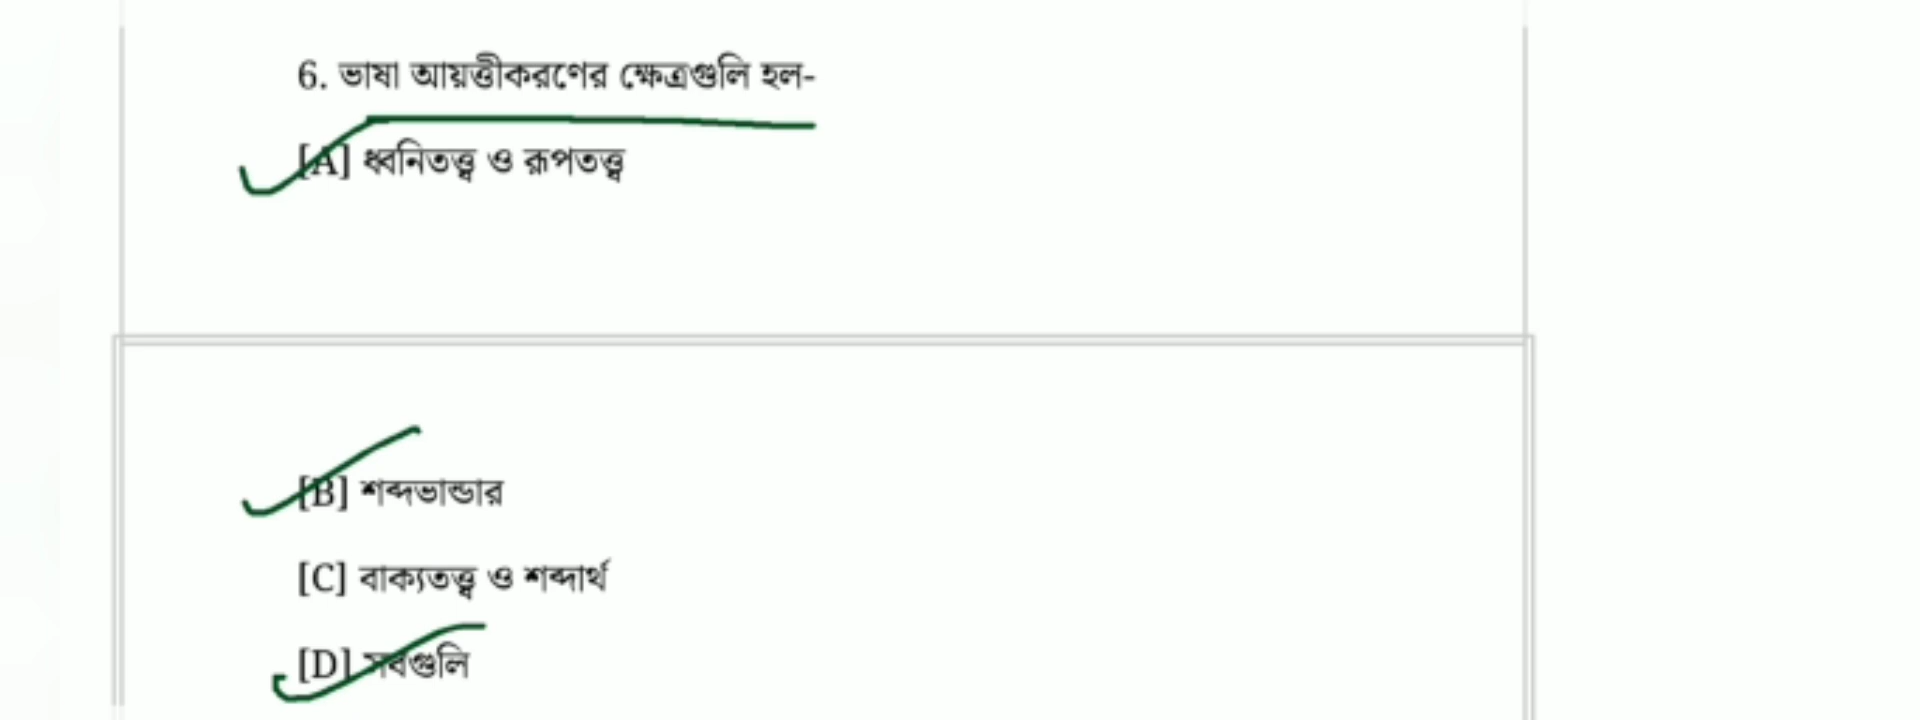 6. ভাষা আয়ত্তীকরণের ক্ষেত্রগুলি হল-
[A] ধ্বনিতত্ত্ব ও রূপতত্ত্ব
[B] শব্দভান্ডার
[C] বাক্যতত্ত্ব ও শব্দার্থ
[D] সবগুলি